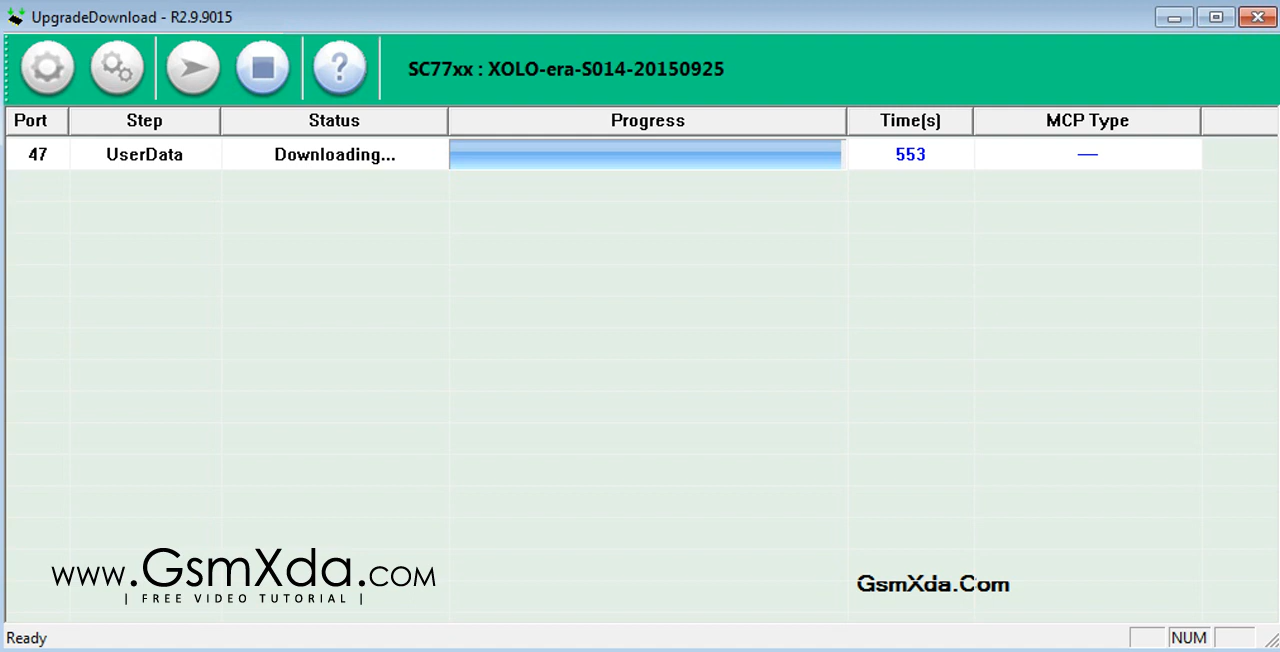 UpgradeDownload - R2.9.9015
? SC77xx : XOLO-era-S014-20150925
Port Step Status Progress Time(s) MCP Type
47 UserData Downloading... 553 —
www.GsmXda.com
| FREE VIDEO TUTORIAL |
GsmXda.Com
Ready NUM